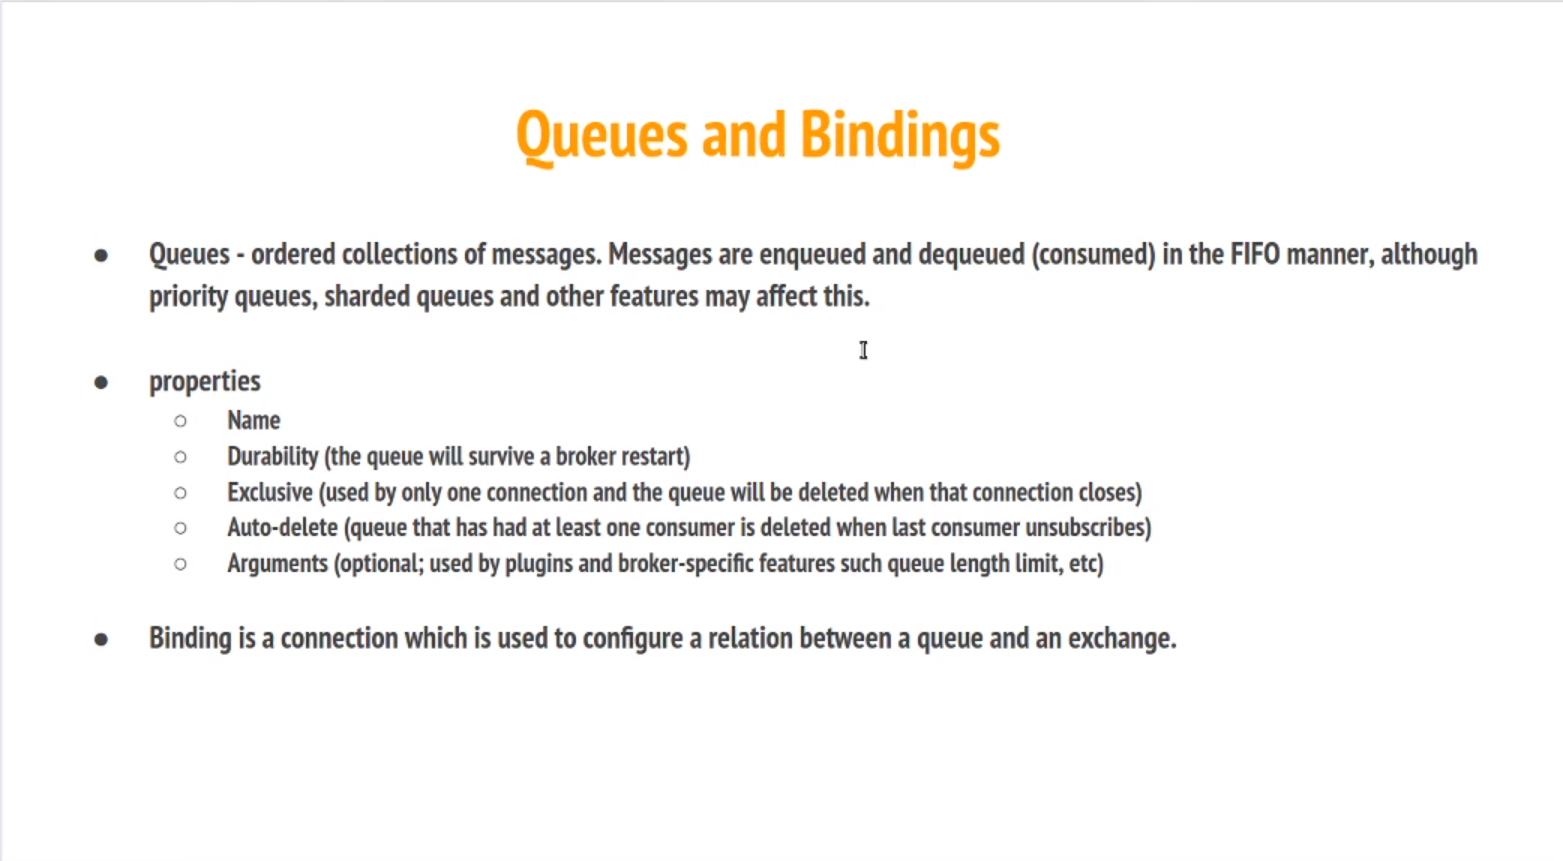 Queues and Bindings
● Queues - ordered collections of messages. Messages are enqueued and dequeued (consumed) in the FIFO manner, although
priority queues, sharded queues and other features may affect this.
● properties
○ Name
○ Durability (the queue will survive a broker restart)
○ Exclusive (used by only one connection and the queue will be deleted when that connection closes)
○ Auto-delete (queue that has had at least one consumer is deleted when last consumer unsubscribes)
○ Arguments (optional; used by plugins and broker-specific features such queue length limit, etc)
● Binding is a connection which is used to configure a relation between a queue and an exchange.